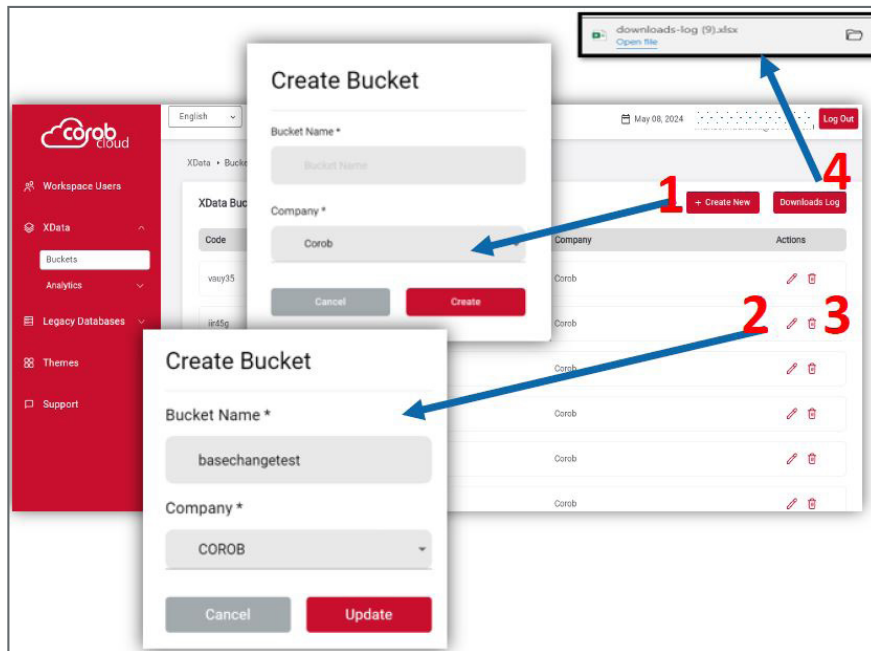 downloads-log (9).xlsx
Open file
Create Bucket
Bucket Name *
Bucket Name
Company *
Corob
Cancel
Create
corob
cloud
English
May 08, 2024
Log Out
XData • Bucke
4
1
XData Buc
+ Create New
Downloads Log
Workspace Users
XData
Buckets
Analytics
Legacy Databases
Themes
Support
Code
Company
Actions
vauy35
Corob
iir45g
Corob
2
3
Corob
Corob
Corob
Corob
Create Bucket
Bucket Name *
basechangetest
Company *
COROB
Cancel
Update